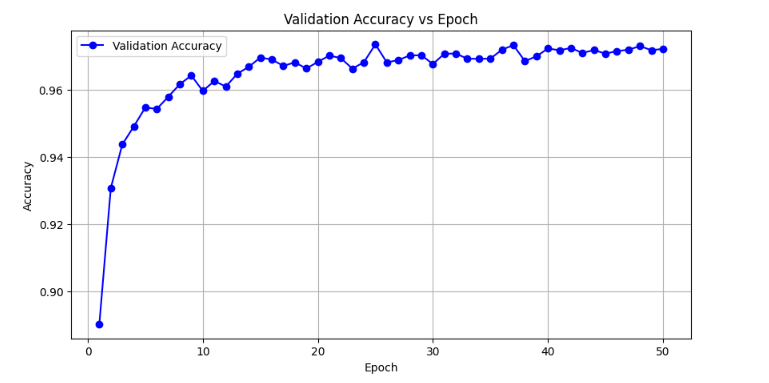 Validation Accuracy vs Epoch
Validation Accuracy
Accuracy
0.96
0.94
0.92
0.90
0 10 20 30 40 50
Epoch